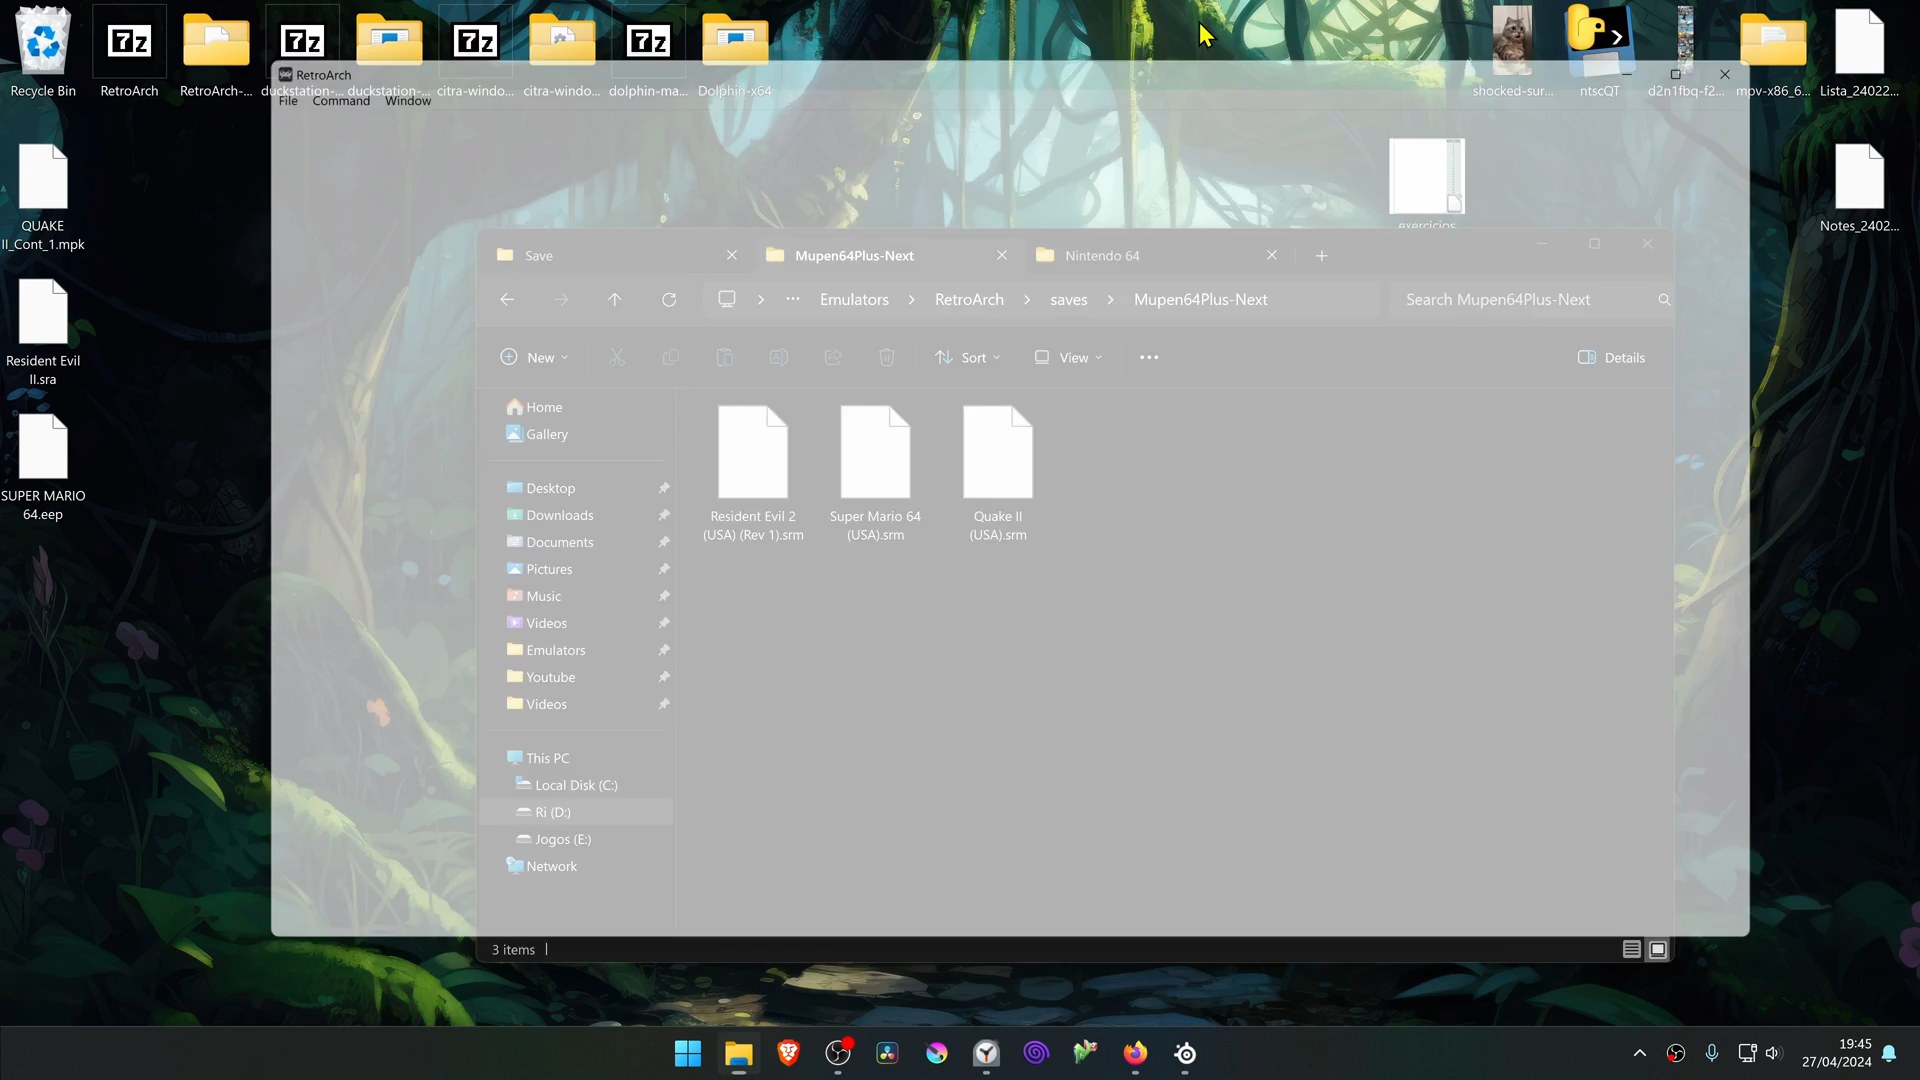 Recycle Bin
RetroArch
RetroArch-...
duckstation-...
duckstation-...
citra-windo...
citra-windo...
dolphin-ma...
Dolphin-x64
shocked-sur...
ntscQT
d2n1fbq-f2...
mpv-x86_6...
Lista_24022...
RetroArch
File Command Window
QUAKE
II_Cont_1.mpk
exercicios
Notes_2402...
Save
Mupen64Plus-Next
Nintendo 64
Emulators > RetroArch > saves > Mupen64Plus-Next
Search Mupen64Plus-Next
New
Sort
View
Details
Resident Evil
II.sra
SUPER MARIO
64.eep
Home
Gallery
Desktop
Downloads
Documents
Pictures
Music
Videos
Emulators
Youtube
Videos
This PC
Local Disk (C:)
Ri (D:)
Jogos (E:)
Network
Resident Evil 2
(USA) (Rev 1).srm
Super Mario 64
(USA).srm
Quake II
(USA).srm
3 items
19:45
27/04/2024